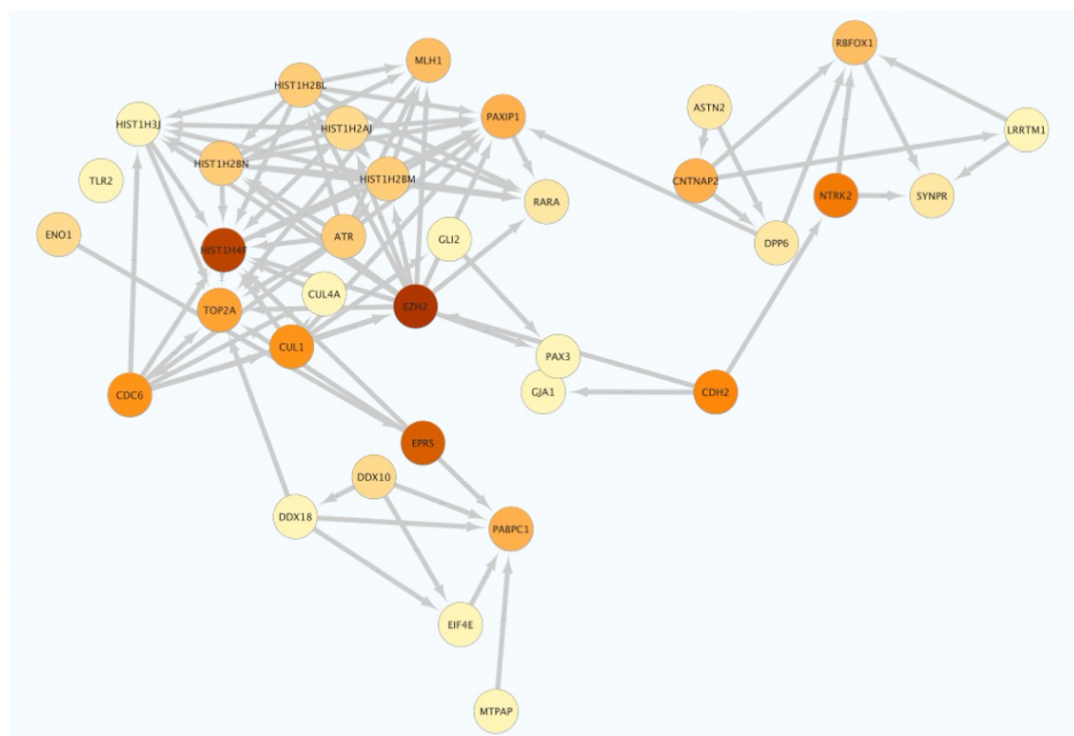 RBFOX1
MLH1
HIST1H2BL
ASTN2
PAXIP1
HIST1H3J
HIST1H2AJ
LRRTM1
HIST1H2BN
TLR2
HIST1H2BM
CNTNAP2
NTRK2
SYNPR
RARA
ENO1
ATR
GLI2
DPP6
HIST1H4F
CUL4A
EZH2
TOP2A
CUL1
PAX3
CDC6
GJA1
CDH2
EPRS
DDX10
DDX18
PABPC1
EIF4E
MTPAP